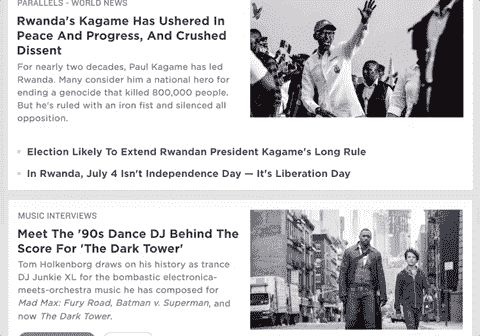 PARALLELS - WORLD NEWS
Rwanda's Kagame Has Ushered In
Peace And Progress, And Crushed
Dissent
For nearly two decades, Paul Kagame has led
Rwanda. Many consider him a national hero for
ending a genocide that killed 800,000 people.
But he's ruled with an iron fist and silenced all
opposition.
Election Likely To Extend Rwandan President Kagame's Long Rule
In Rwanda, July 4 Isn't Independence Day — It's Liberation Day
MUSIC INTERVIEWS
Meet The '90s Dance DJ Behind The
Score For 'The Dark Tower'
Tom Holkenborg draws on his history as trance
DJ Junkie XL for the bombastic electronica-
meets-orchestra music he has composed for
Mad Max: Fury Road, Batman v. Superman, and
now The Dark Tower.